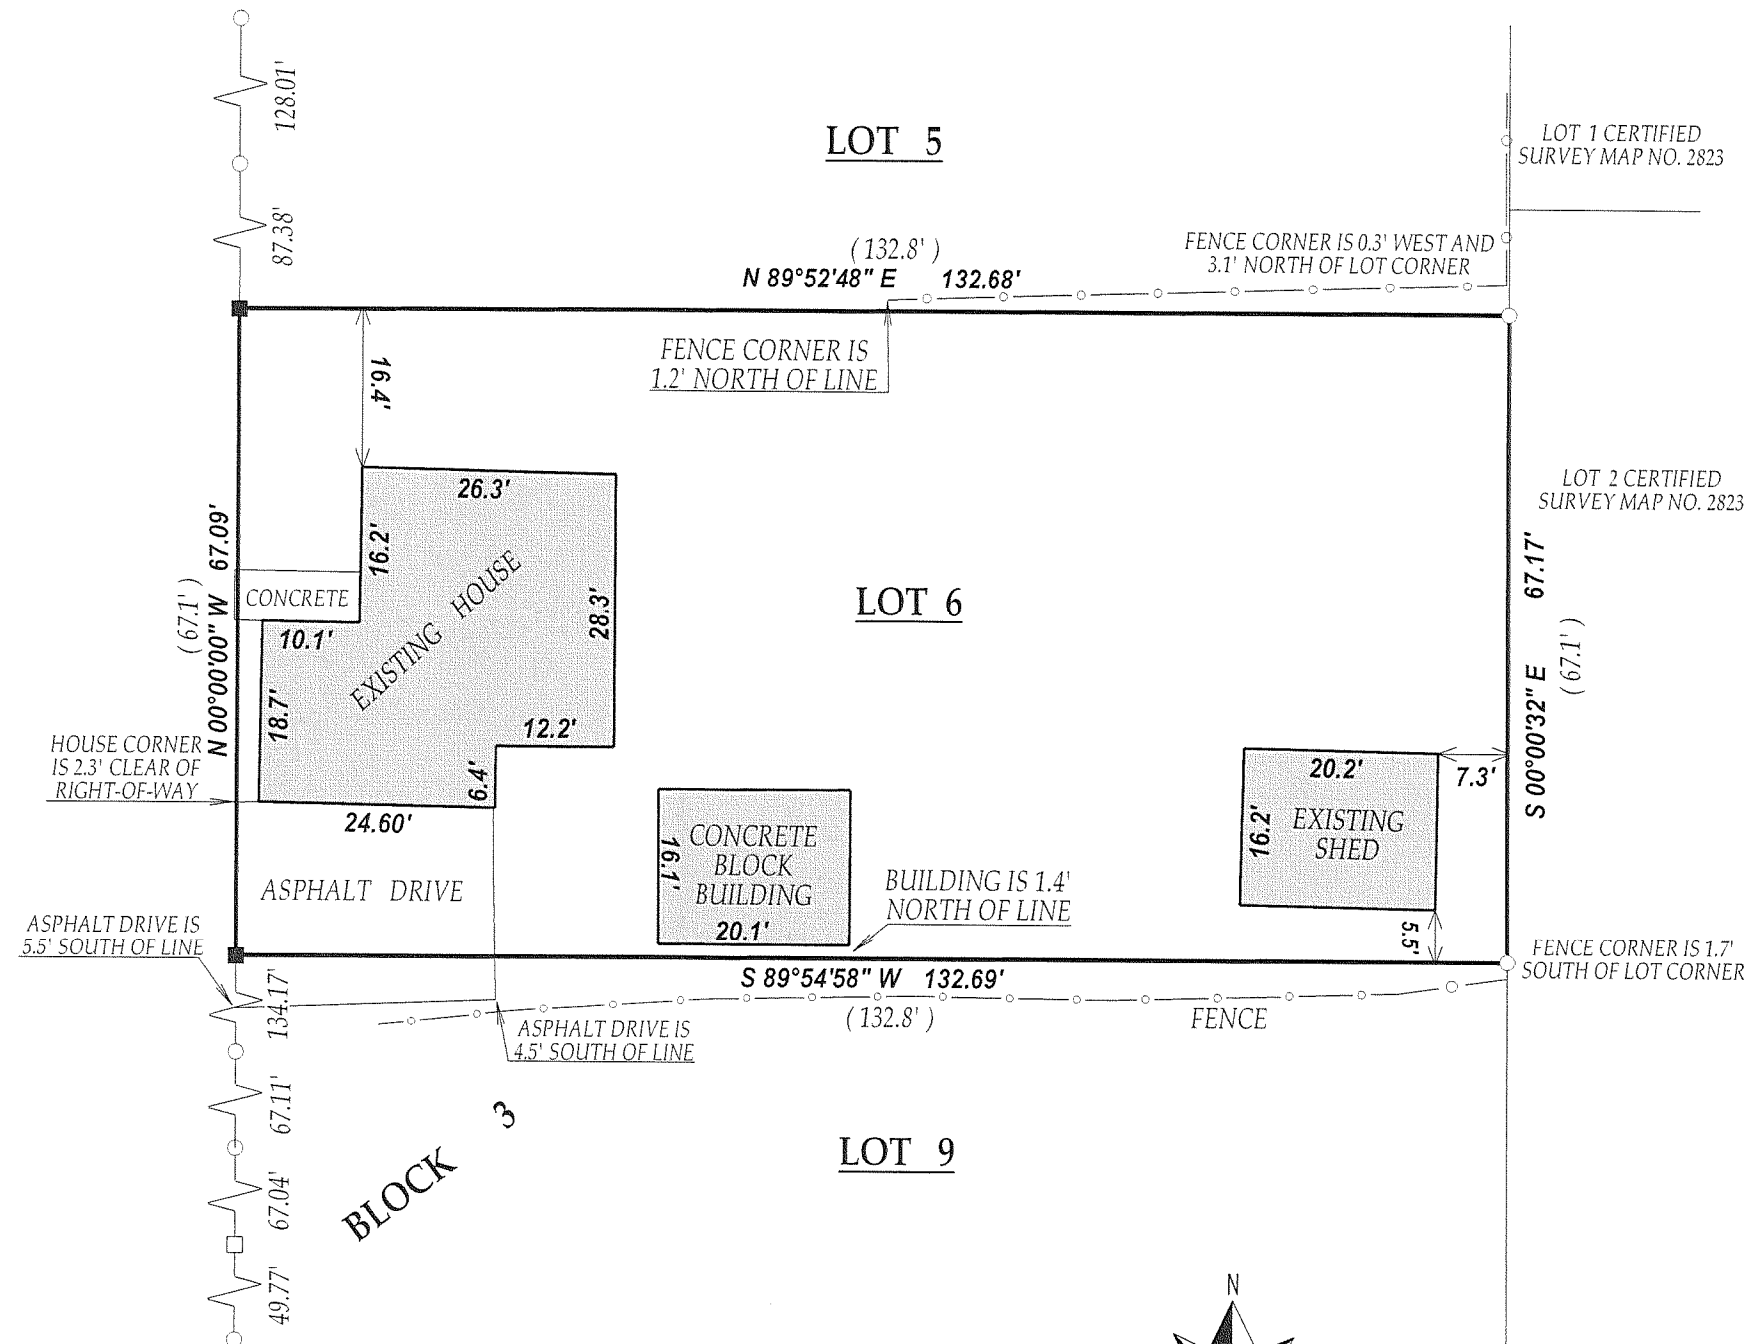 128.01'
LOT 5
LOT 1 CERTIFIED
SURVEY MAP NO. 2823
87.38'
( 132.8' )
N 89°52'48" E 132.68'
FENCE CORNER IS 0.3' WEST AND
3.1' NORTH OF LOT CORNER
FENCE CORNER IS
1.2' NORTH OF LINE
16.4'
26.3'
LOT 2 CERTIFIED
SURVEY MAP NO. 2823
16.2'
EXISTING HOUSE
28.3'
LOT 6
N 00°00'00" W 67.09'
( 67.1' )
CONCRETE
10.1'
18.7'
S 00°00'32" E 67.17'
( 67.1' )
12.2'
6.4'
HOUSE CORNER
IS 2.3' CLEAR OF
RIGHT-OF-WAY
24.60'
20.2'
7.3'
16.2'
EXISTING
SHED
5.5'
16.1'
CONCRETE
BLOCK
BUILDING
20.1'
BUILDING IS 1.4'
NORTH OF LINE
ASPHALT DRIVE
ASPHALT DRIVE IS
5.5' SOUTH OF LINE
FENCE CORNER IS 1.7'
SOUTH OF LOT CORNER
S 89°54'58" W 132.69'
( 132.8' )
FENCE
134.17'
ASPHALT DRIVE IS
4.5' SOUTH OF LINE
67.11'
BLOCK 3
LOT 9
67.04'
49.77'
N